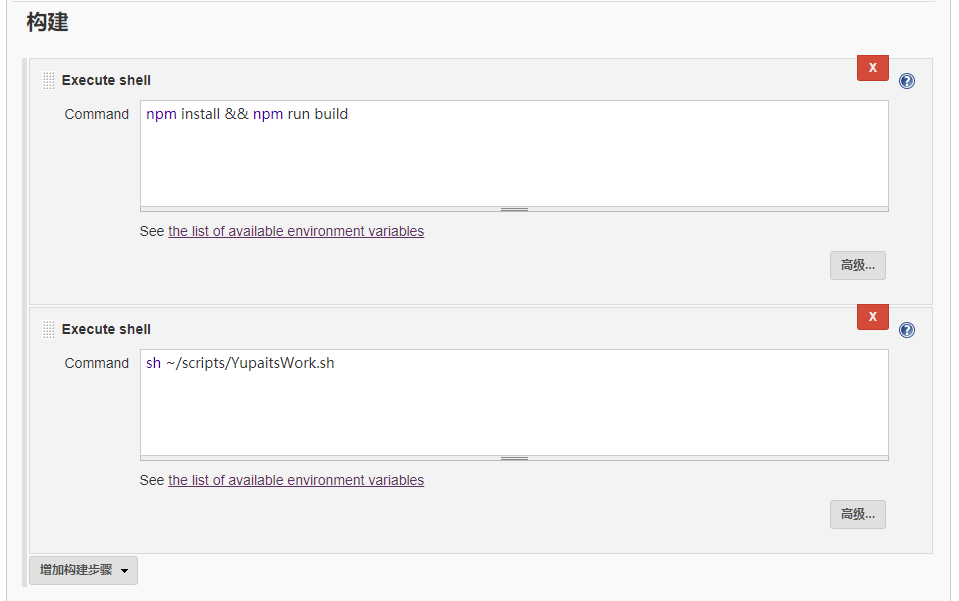 构建
Execute shell
X
Command
npm install && npm run build
See the list of available environment variables
高级...
Execute shell
X
Command
sh ~/scripts/YupaitsWork.sh
See the list of available environment variables
高级...
增加构建步骤